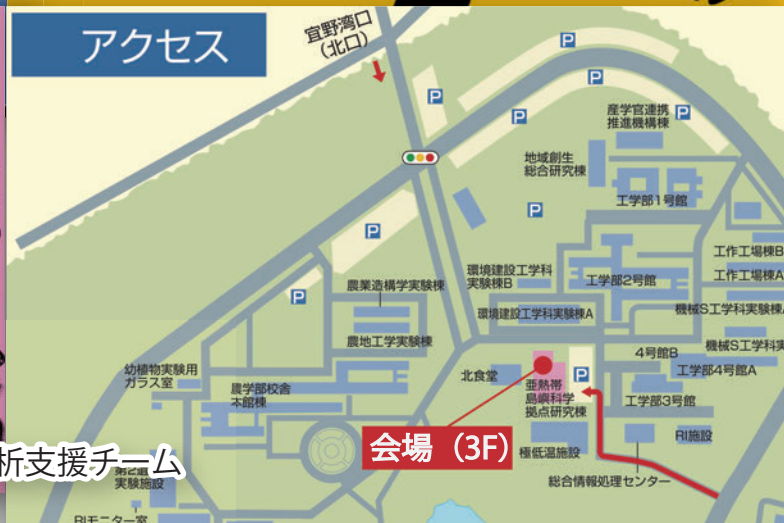 アクセス
宜野湾口
（北口）
P
P
P
P
P
産学官連携
推進機構棟
地域創生
総合研究棟
工学部1号館
P
P
P
農業造構学実験棟
農地工学実験棟
環境建設工学科
実験棟B
環境建設工学科実験棟A
工学部2号館
工作工場棟B
工作工場棟A
機械S工学実験棟A
機械S工学科実
4号館B
工学部4号館A
工学部3号館
RI施設
総合情報処理センター
P
北食堂
亜熱帯
島嶼科学
拠点研究棟
極低温施設
会場（3F）
幼植物実験用
ガラス室
農学部校舎
本館棟
析支援チーム
実験施設
RIモニター室